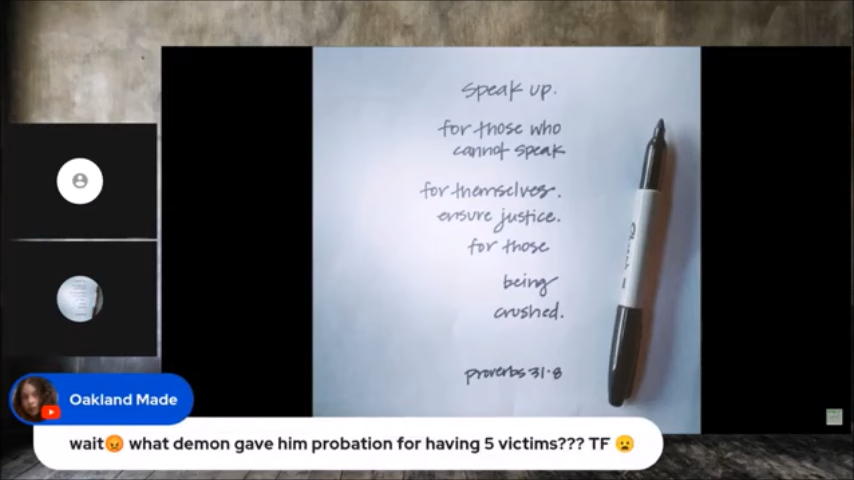 speak up.
for those who
cannot speak
for themselves.
ensure justice.
for those
being
crushed.
proverbs 31.8
Oakland Made
wait😡 what demon gave him probation for having 5 victims??? TF 😦